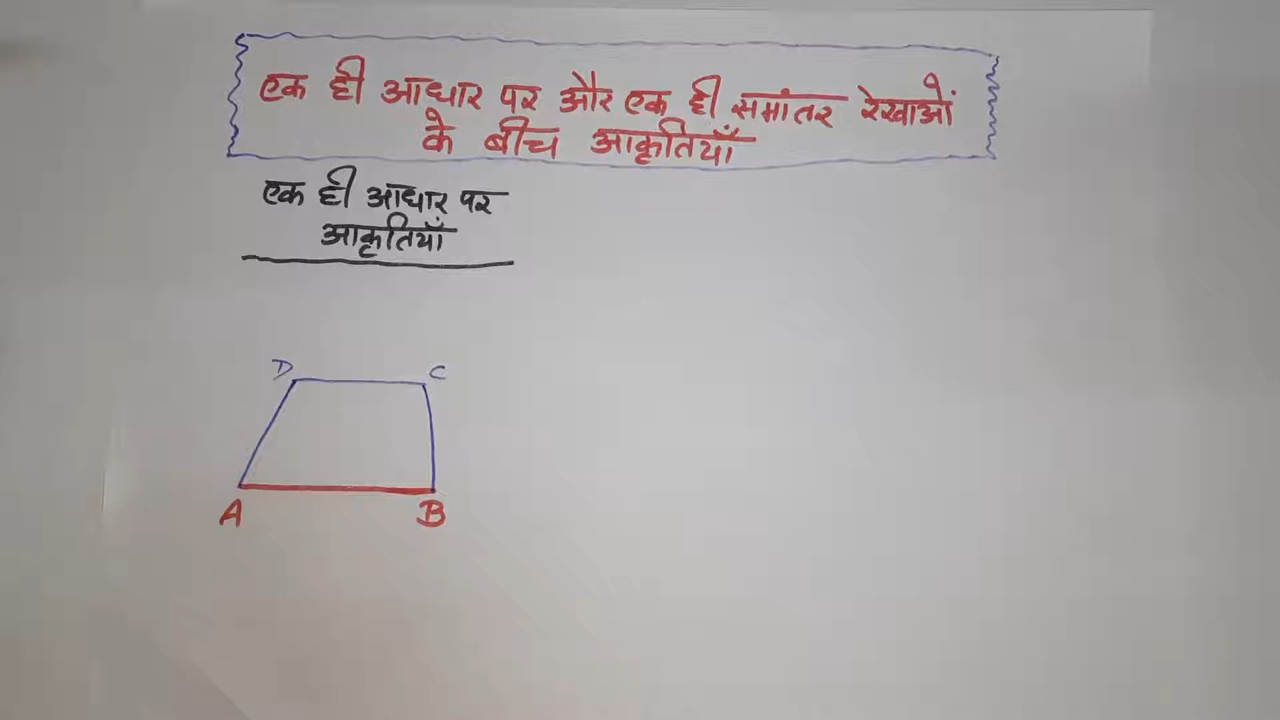 एक ही आधार पर और एक ही समांतर रेखाओं
के बीच आकृतियाँ
एक ही आधार पर
आकृतियाँ
D C
A B